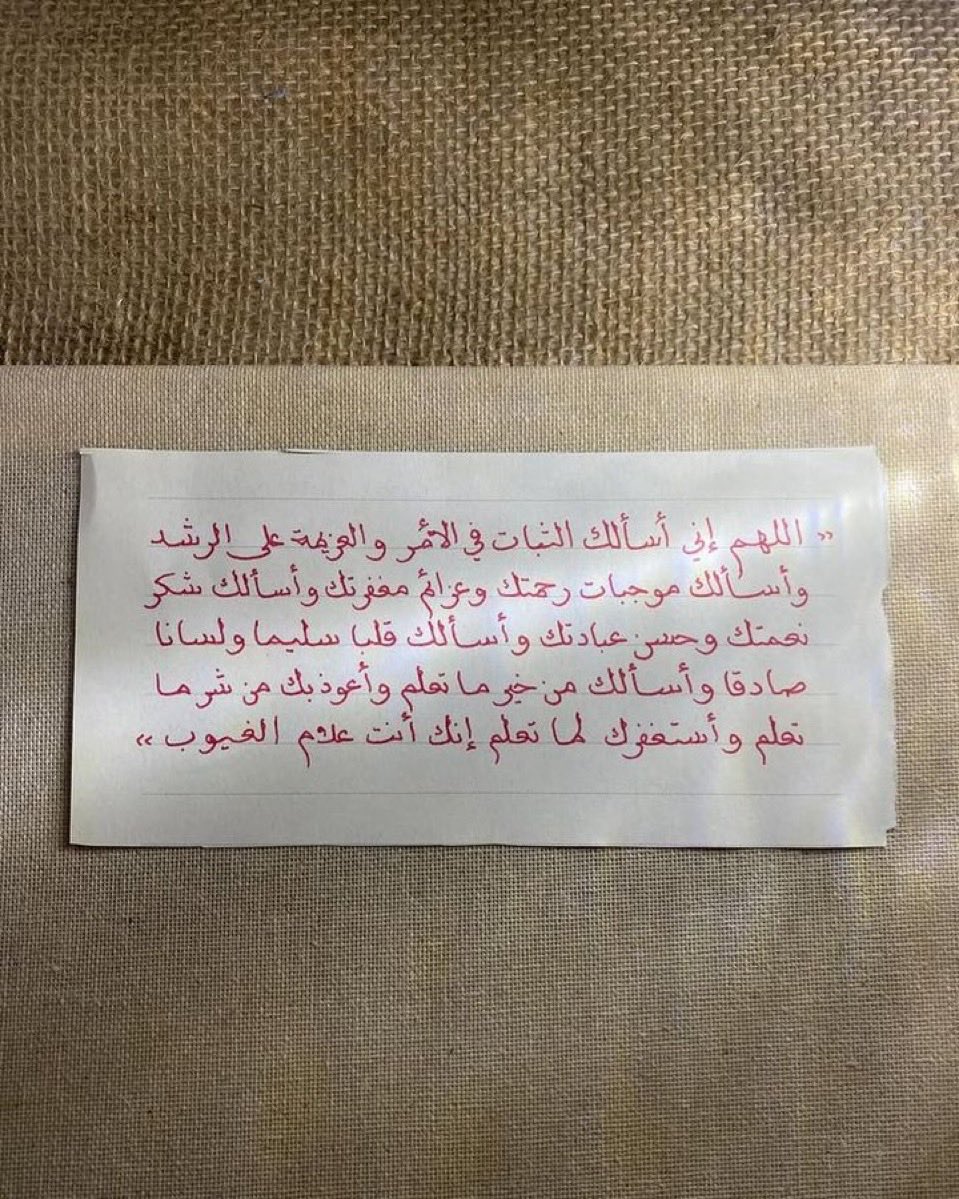 « اللهم إني أسألك الثبات في الأمر والعزيمة على الرشد
وأسألك موجبات رحمتك وعزائم مغفرتك وأسألك شكر
نعمتك وحسن عبادتك وأسألك قلبا سليما ولسانا
صادقا وأسألك من خير ما تعلم وأعوذ بك من شر ما
تعلم وأستغفرك لما تعلم إنك أنت علام الغيوب »